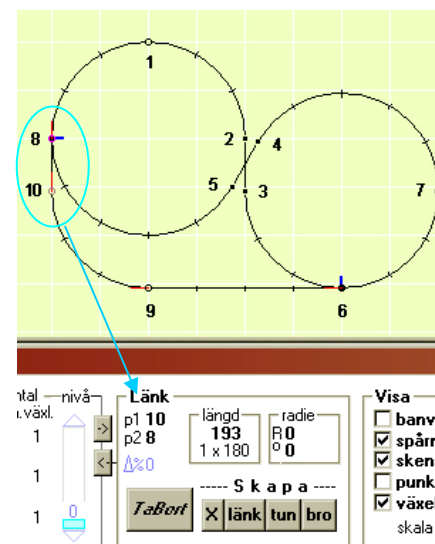 1
8
2
4
10
5
3
7
9
6
ntal
nivå
Länk
Visa
.växl.
p1 10
längd
radie
banv
1
->
p2 8
193
R 0
spårr
1 x 180
o 0
sken
<-
Δ%0
1
----- S k a p a ----
punk
0
TaBort
X
länk
tun
bro
växel
1
skala